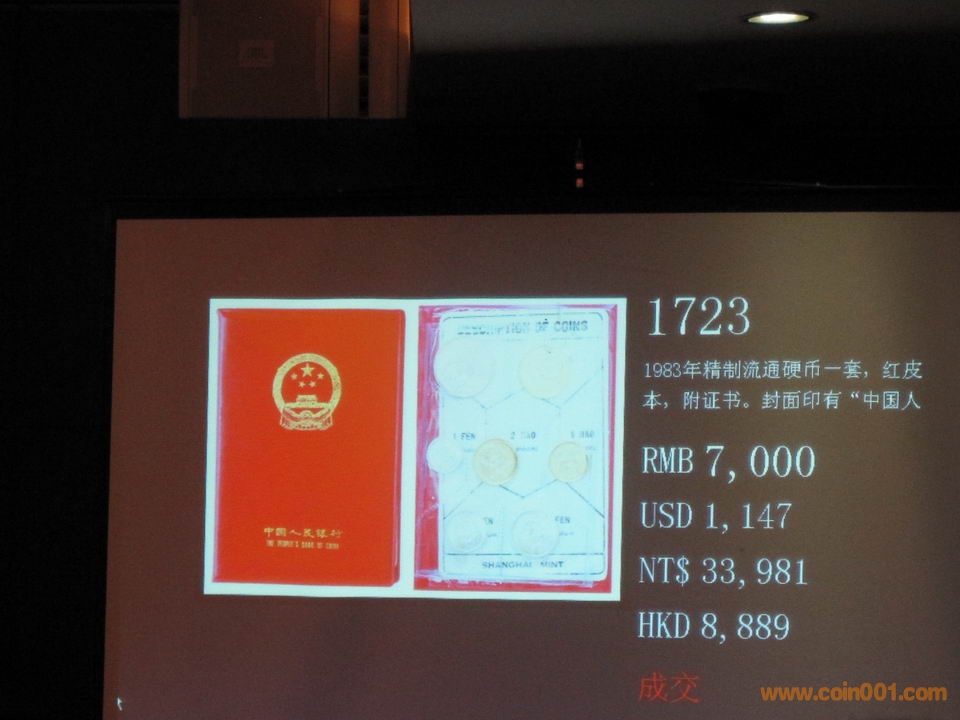 1723
1983年精制流通硬币一套，红皮
本，附证书。封面印有“中国人
RMB 7,000
USD 1,147
NT$ 33,981
HKD 8,889
成交
中国人民银行
THE PEOPLE'S BANK OF CHINA
DESCRIPTION OF COINS
1 FEN 2 JIAO 1 JIAO
FEN
SHANGHAI MINT
www.coin001.com